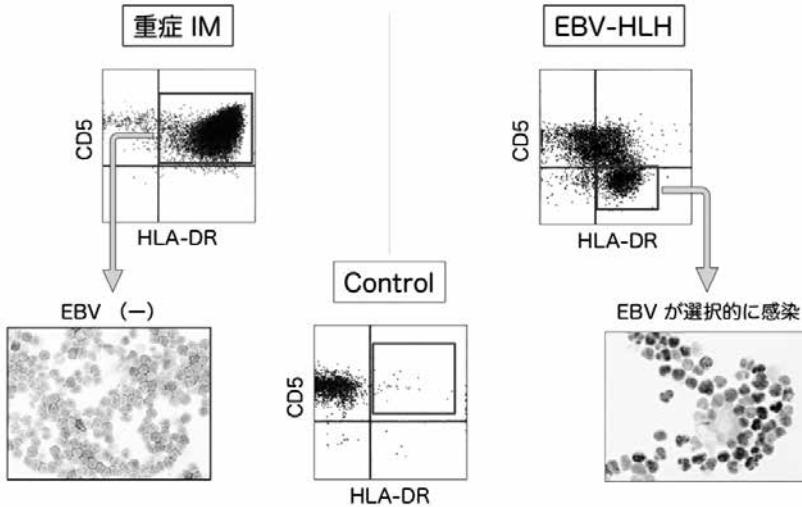 重症 IM
EBV-HLH
CD5
HLA-DR
CD5
HLA-DR
EBV （−）
Control
EBV が選択的に感染
CD5
HLA-DR